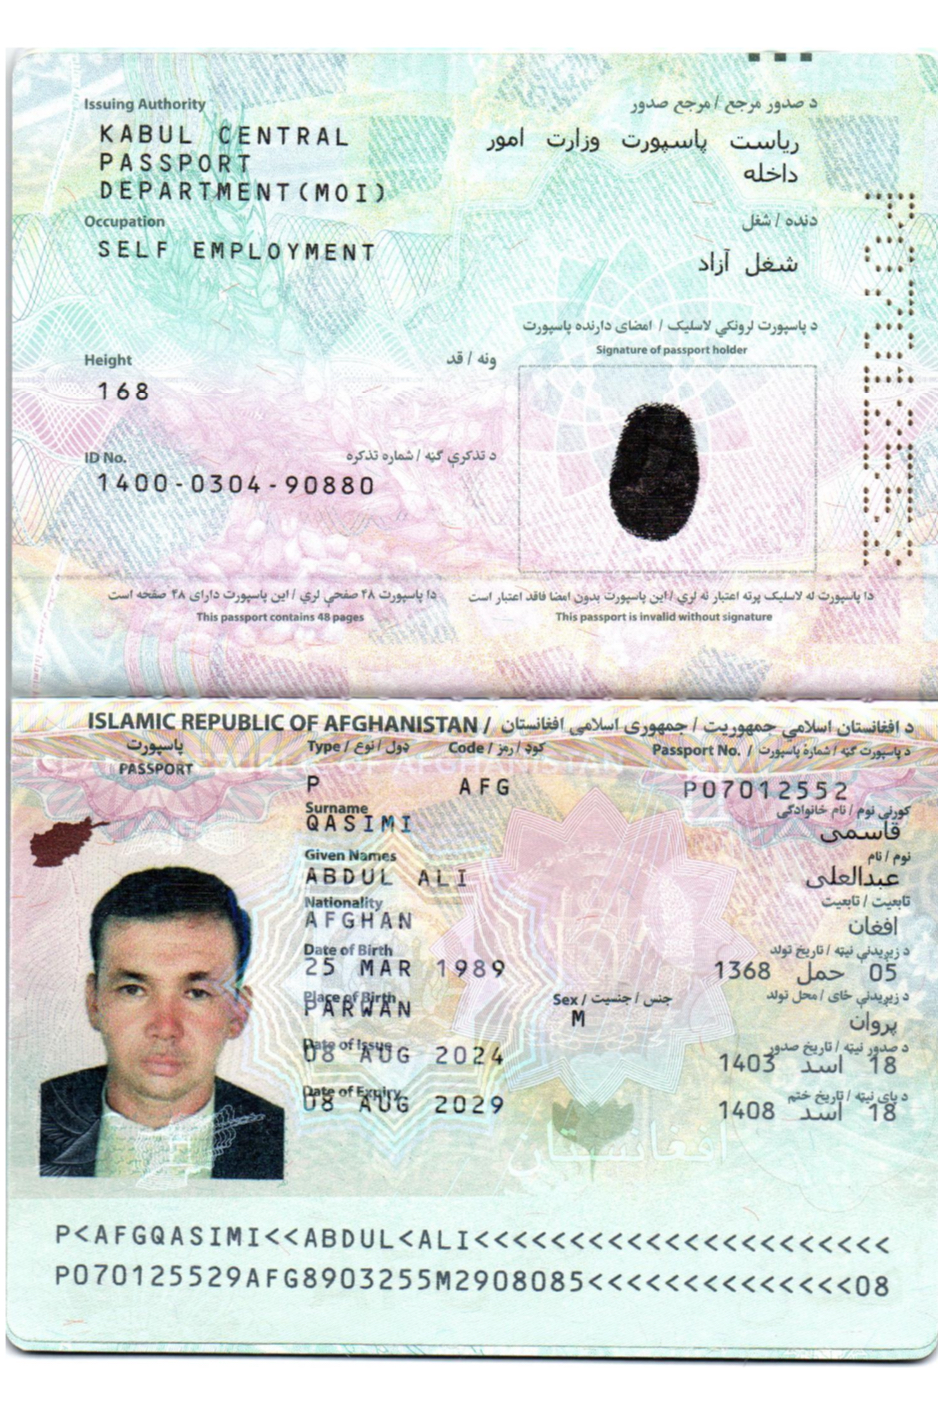 Issuing Authority
د صدور مرجع / مرجع صدور
KABUL CENTRAL
PASSPORT
DEPARTMENT(MOI)
ریاست پاسپورت وزارت امور
داخله
Occupation
دنده / شغل
SELF EMPLOYMENT
شغل آزاد
د پاسپورت لرونکي لاسلیک / امضای دارنده پاسپورت
Signature of passport holder
Height
ونه / قد
168
ID No.
د تذکرې ګڼه / شماره تذکره
1400-0304-90880
دا پاسپورت ۴۸ صفحې لري / این پاسپورت دارای ۴۸ صفحه است
This passport contains 48 pages
دا پاسپورت له لاسلیک پرته اعتبار نه لري / این پاسپورت بدون امضا فاقد اعتبار است
This passport is invalid without signature
P07012552
ISLAMIC REPUBLIC OF AFGHANISTAN / د افغانستان اسلامي جمهوریت / جمهوری اسلامی افغانستان
پاسپورت
PASSPORT
Type / ډول / نوع
Code / کوډ / رمز
Passport No. / د پاسپورت ګڼه / شمارهٔ پاسپورت
P
AFG
P07012552
Surname
کورنۍ نوم / نام خانوادگی
QASIMI
قاسمی
Given Names
نوم / نام
ABDUL ALI
عبدالعلی
Nationality
تابعیت / تابعیت
AFGHAN
افغان
Date of Birth
د زیږیدنې نېټه / تاریخ تولد
25 MAR 1989
05 حمل 1368
Place of Birth
د زیږیدنې ځای / محل تولد
Sex / جنس / جنسیت
PARWAN
M
پروان
Date of Issue
د صدور نېټه / تاریخ صدور
08 AUG 2024
18 اسد 1403
Date of Expiry
د پای نېټه / تاریخ ختم
08 AUG 2029
18 اسد 1408
افغانستان
P<AFGQASIMI<<ABDUL<ALI<<<<<<<<<<<<<<<<<<<<<<
P070125529AFG8903255M2908085<<<<<<<<<<<<<<08